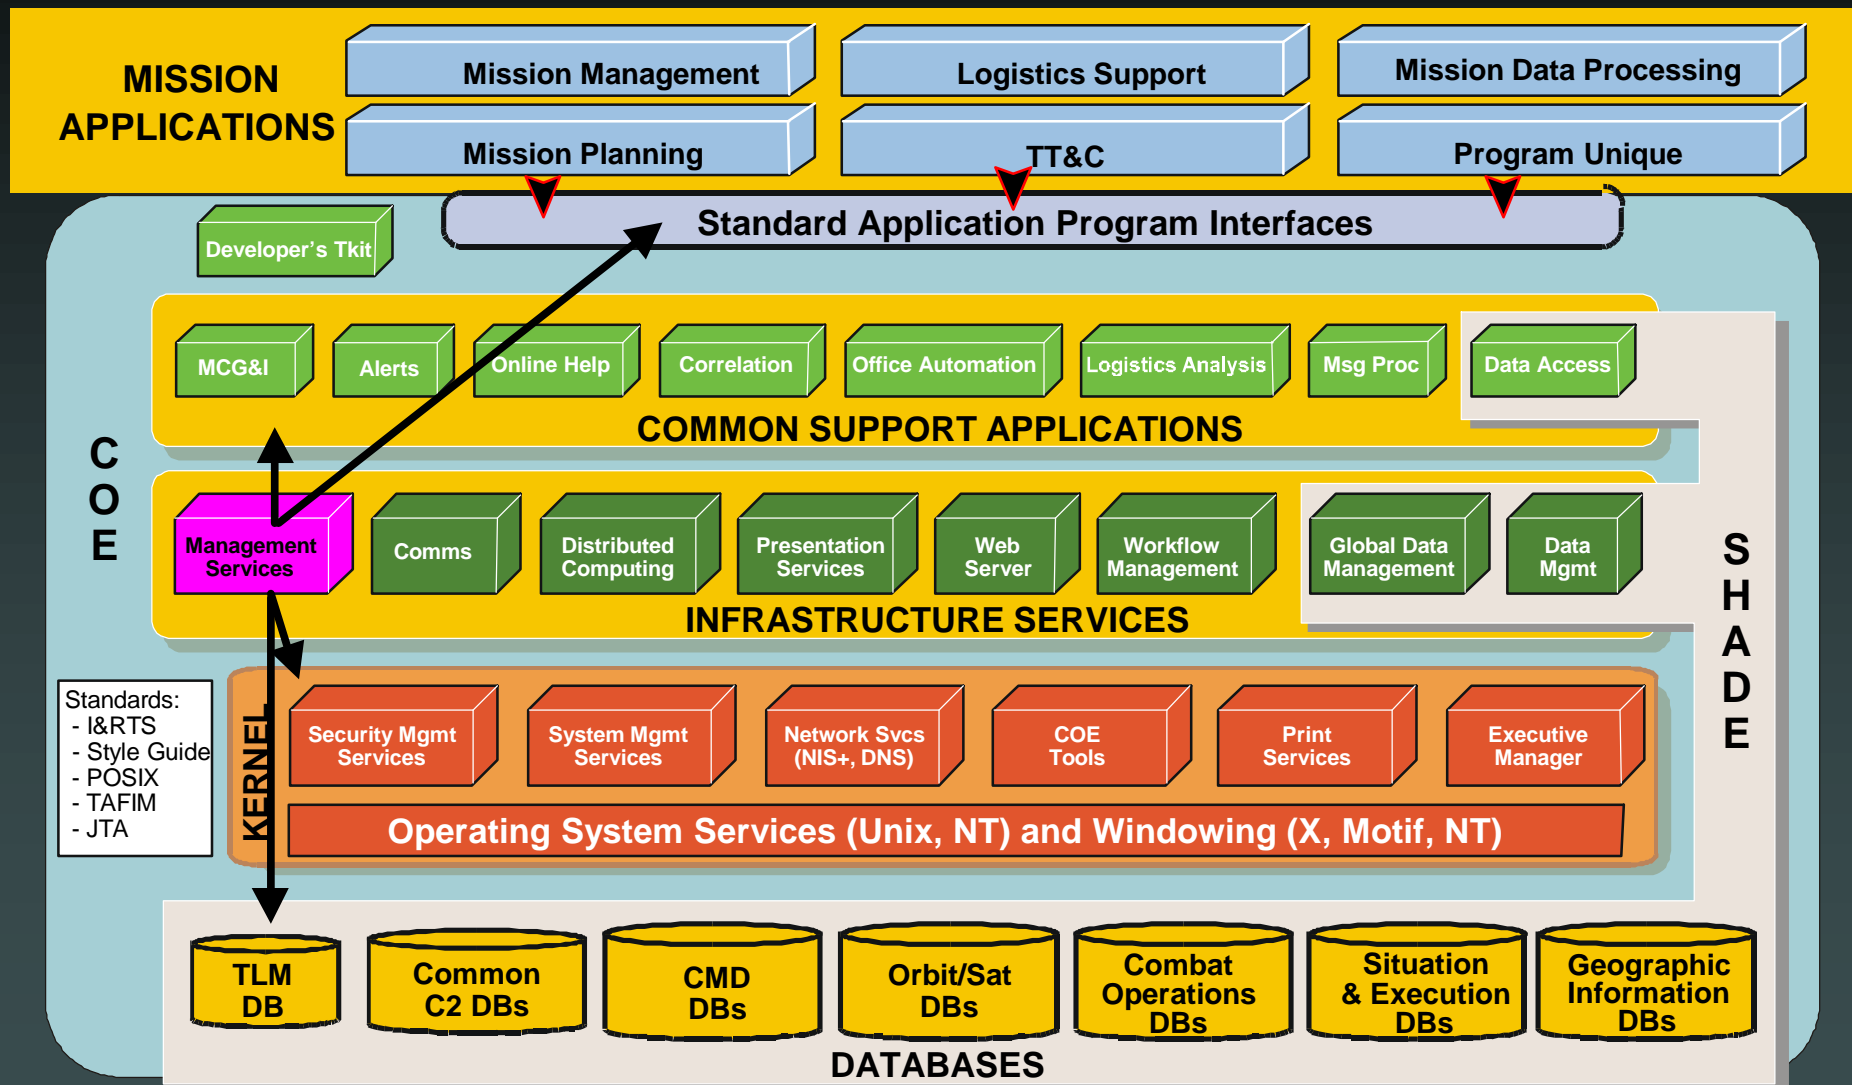 MISSION
APPLICATIONS
Mission Management
Logistics Support
Mission Data Processing
Mission Planning
TT&C
Program Unique
Standard Application Program Interfaces
Developer's Tkit
MCG&I
Alerts
Online Help
Correlation
Office Automation
Logistics Analysis
Msg Proc
Data Access
COMMON SUPPORT APPLICATIONS
C
O
E
Management
Services
Comms
Distributed
Computing
Presentation
Services
Web
Server
Workflow
Management
Global Data
Management
Data
Mgmt
INFRASTRUCTURE SERVICES
S
H
A
D
E
Standards:
- I&RTS
- Style Guide
- POSIX
- TAFIM
- JTA
KERNEL
Security Mgmt
Services
System Mgmt
Services
Network Svcs
(NIS+, DNS)
COE
Tools
Print
Services
Executive
Manager
Operating System Services (Unix, NT) and Windowing (X, Motif, NT)
TLM
DB
Common
C2 DBs
CMD
DBs
Orbit/Sat
DBs
Combat
Operations
DBs
Situation
& Execution
DBs
Geographic
Information
DBs
DATABASES